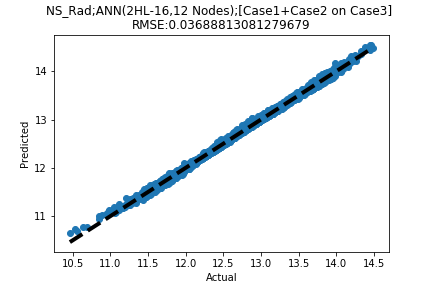 NS_Rad;ANN(2HL-16,12 Nodes);[Case1+Case2 on Case3]
RMSE:0.03688813081279679
14
13
12
11
Predicted
10.5 11.0 11.5 12.0 12.5 13.0 13.5 14.0 14.5
Actual